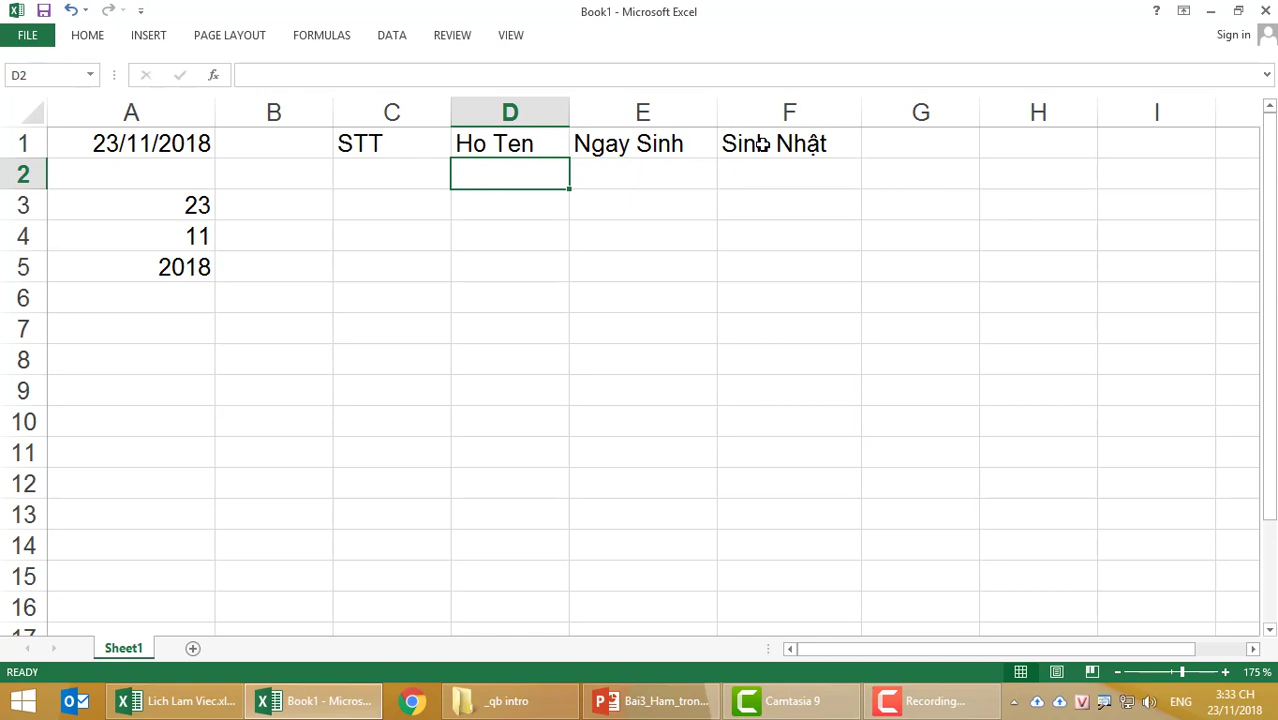 Book1 - Microsoft Excel
?
FILE HOME INSERT PAGE LAYOUT FORMULAS DATA REVIEW VIEW
Sign in
D2
fx
A B C D E F G H I
1 23/11/2018 STT Ho Ten Ngay Sinh Sinh Nhật
2
3 23
4 11
5 2018
6
7
8
9
10
11
12
13
14
15
16
17
Sheet1
READY
175 %
Lich Lam Viec.xl...
Book1 - Micros...
_qb intro
Bai3_Ham_tron...
Camtasia 9
Recording...
ENG
3:33 CH
23/11/2018